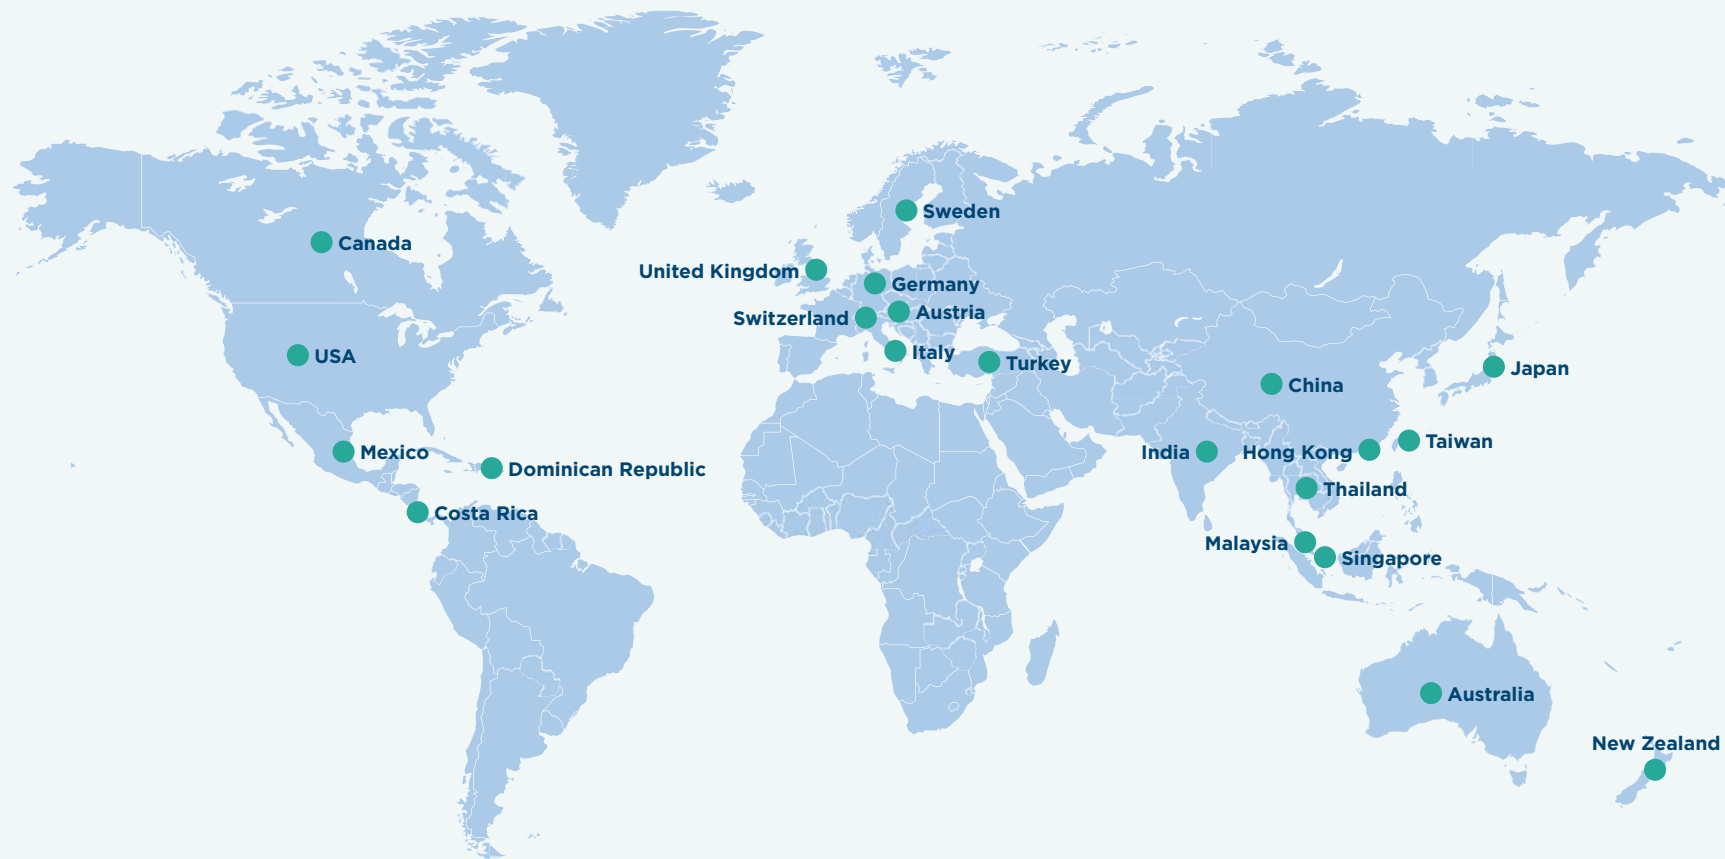 Sweden
Canada
United Kingdom
Germany
Switzerland
Austria
Italy
Turkey
USA
Japan
China
Taiwan
Mexico
India
Hong Kong
Dominican Republic
Thailand
Costa Rica
Malaysia
Singapore
Australia
New Zealand